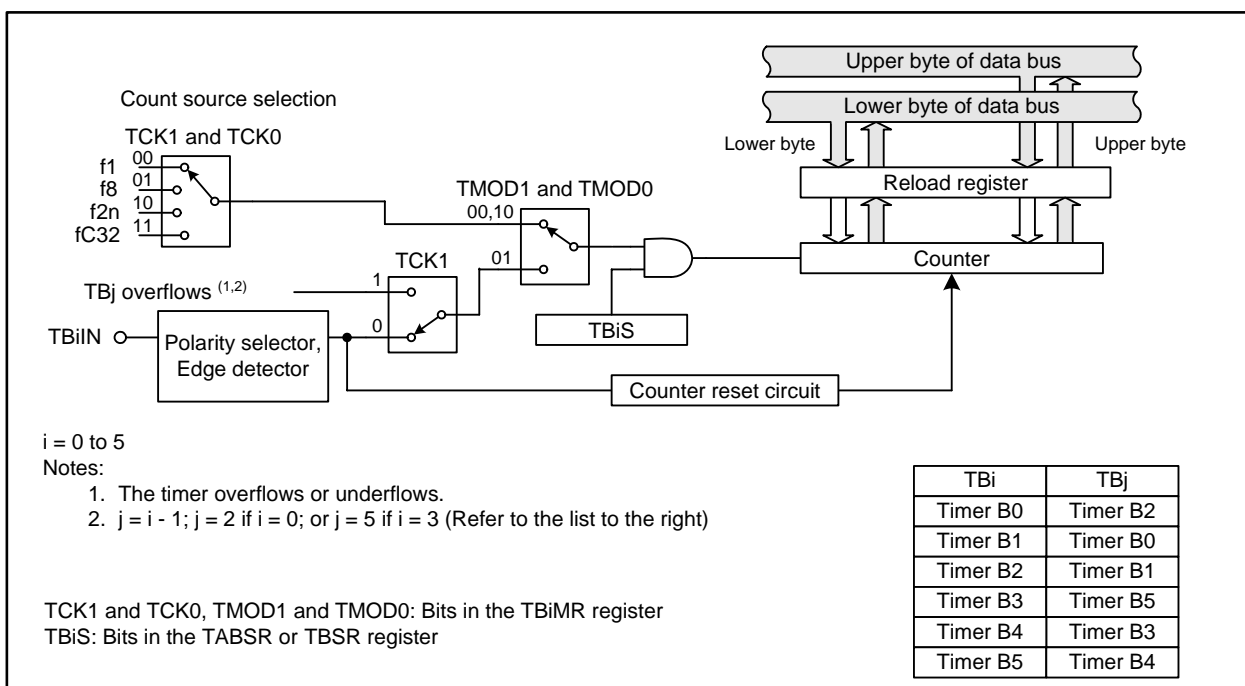 Upper byte of data bus
Count source selection
Lower byte of data bus
TCK1 and TCK0
Lower byte
Upper byte
f1 00
f8 01
f2n 10
fC32 11
TMOD1 and TMOD0
Reload register
00,10
TCK1
01
Counter
TBj overflows (1,2)
1
TBiIN
Polarity selector,
Edge detector
0
TBiS
Counter reset circuit
i = 0 to 5
Notes:
1. The timer overflows or underflows.
2. j = i - 1; j = 2 if i = 0; or j = 5 if i = 3 (Refer to the list to the right)
TCK1 and TCK0, TMOD1 and TMOD0: Bits in the TBiMR register
TBiS: Bits in the TABSR or TBSR register
TBi TBj
Timer B0 Timer B2
Timer B1 Timer B0
Timer B2 Timer B1
Timer B3 Timer B5
Timer B4 Timer B3
Timer B5 Timer B4